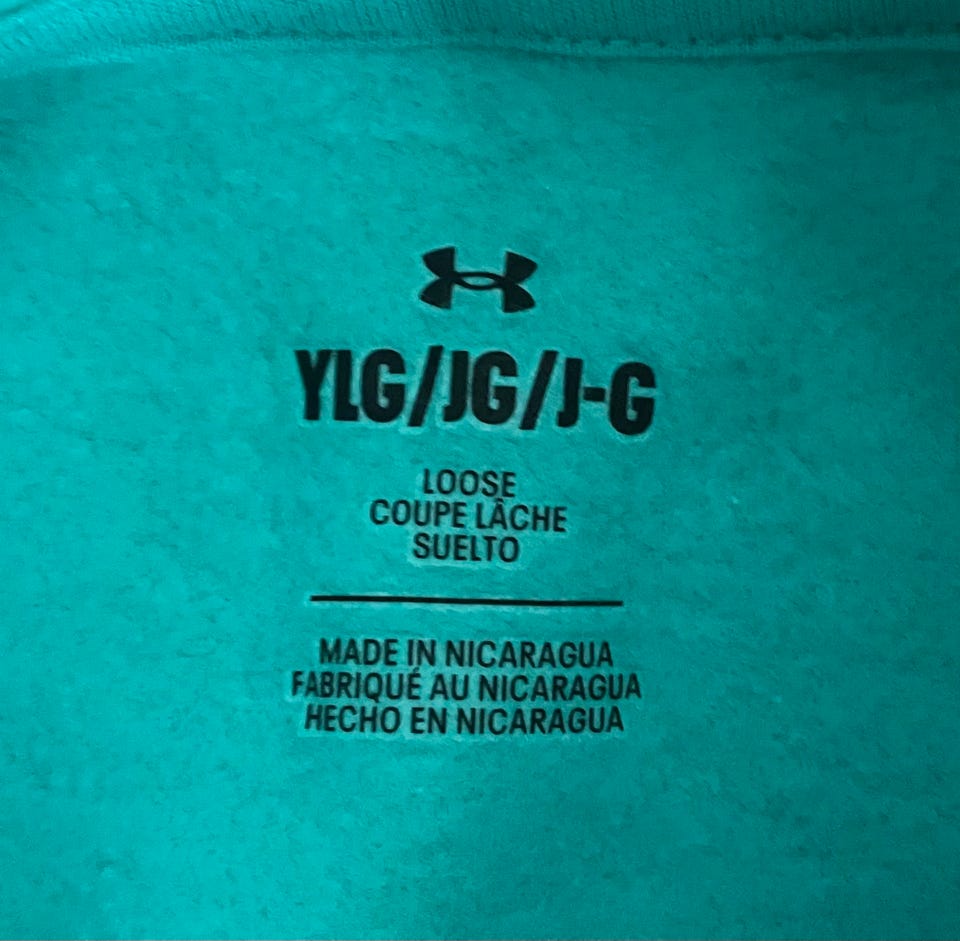 YLG/JG/J-G
LOOSE
COUPE LÂCHE
SUELTO
MADE IN NICARAGUA
FABRIQUÉ AU NICARAGUA
HECHO EN NICARAGUA